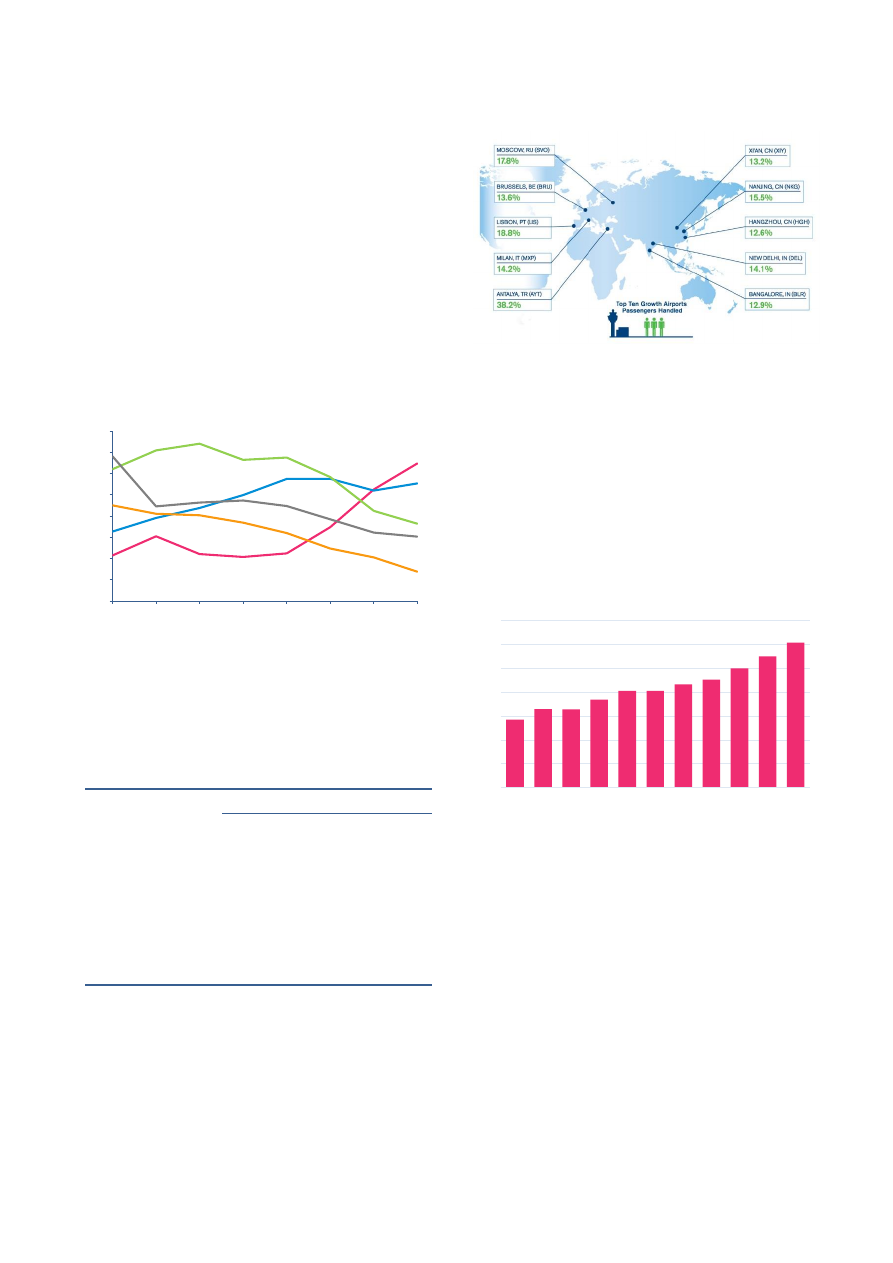 MOSCOW, RU (SVO)
17.8%
BRUSSELS, BE (BRU)
13.6%
LISBON, PT (LIS)
18.8%
MILAN, IT (MXP)
14.2%
ANTALYA, TR (AYT)
38.2%
XI'AN, CN (XIY)
13.2%
NANJING, CN (NKG)
15.5%
HANGZHOU, CN (HGH)
12.6%
NEW DELHI, IN (DEL)
14.1%
BANGALORE, IN (BLR)
12.9%
Top Ten Growth Airports
Passengers Handled